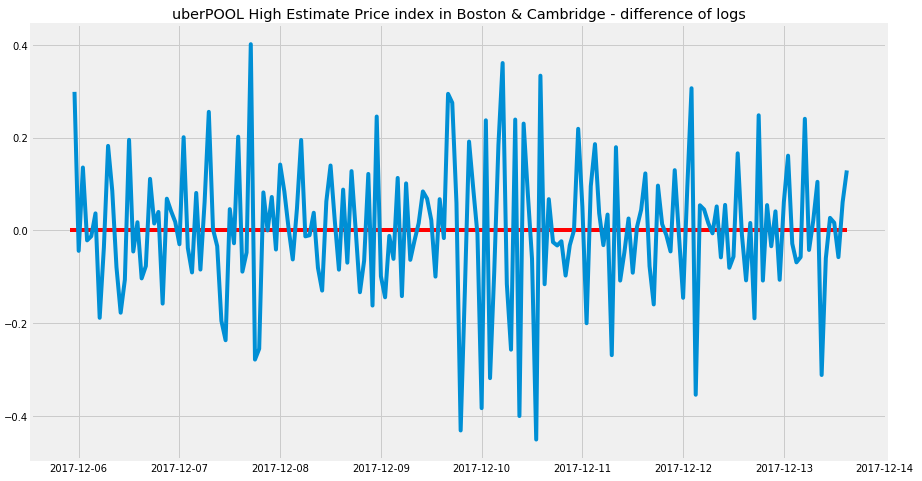 uberPOOL High Estimate Price index in Boston & Cambridge - difference of logs
0.4
0.2
0.0
−0.2
−0.4
2017-12-06 2017-12-07 2017-12-08 2017-12-09 2017-12-10 2017-12-11 2017-12-12 2017-12-13 2017-12-14